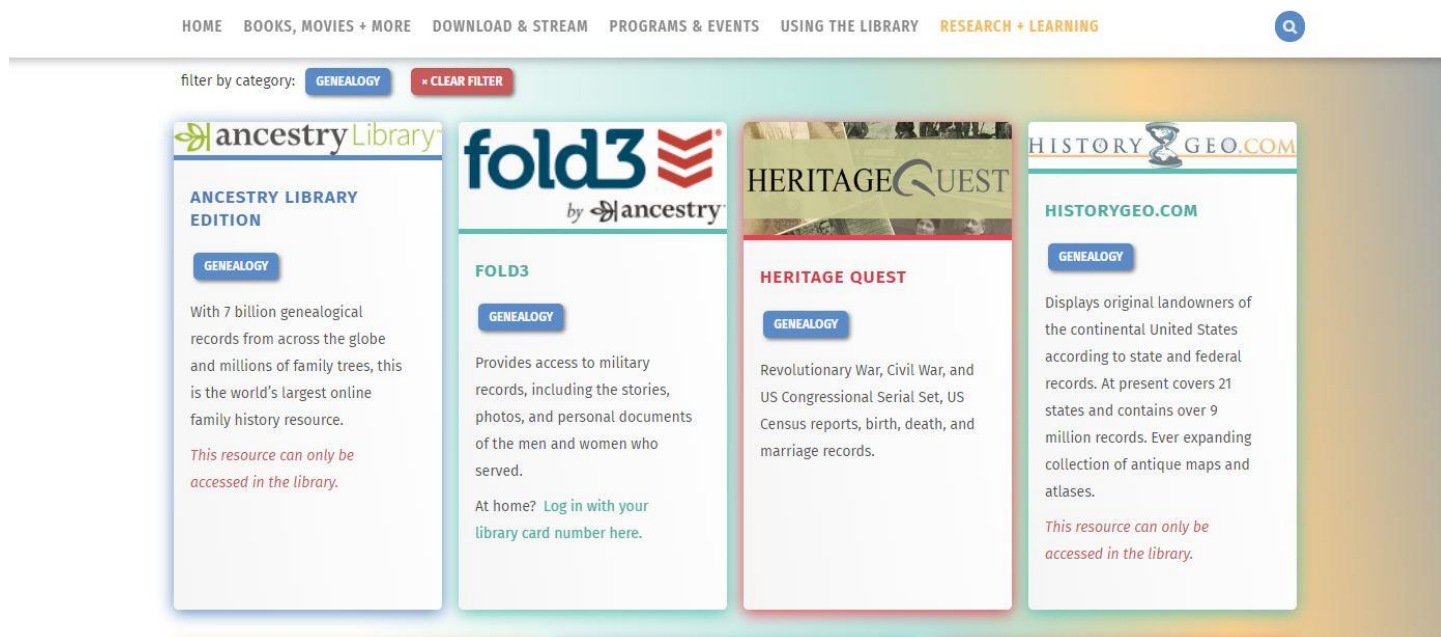 HOME BOOKS, MOVIES + MORE DOWNLOAD & STREAM PROGRAMS & EVENTS USING THE LIBRARY RESEARCH + LEARNING
filter by category: GENEALOGY × CLEAR FILTER
ancestryLibrary
ANCESTRY LIBRARY
EDITION
GENEALOGY
With 7 billion genealogical
records from across the globe
and millions of family trees, this
is the world's largest online
family history resource.
This resource can only be
accessed in the library.
fold3
by ancestry
FOLD3
GENEALOGY
Provides access to military
records, including the stories,
photos, and personal documents
of the men and women who
served.
At home? Log in with your
library card number here.
HERITAGEQUEST
HERITAGE QUEST
GENEALOGY
Revolutionary War, Civil War, and
US Congressional Serial Set, US
Census reports, birth, death, and
marriage records.
HISTORY GEO.COM
HISTORYGEO.COM
GENEALOGY
Displays original landowners of
the continental United States
according to state and federal
records. At present covers 21
states and contains over 9
million records. Ever expanding
collection of antique maps and
atlases.
This resource can only be
accessed in the library.